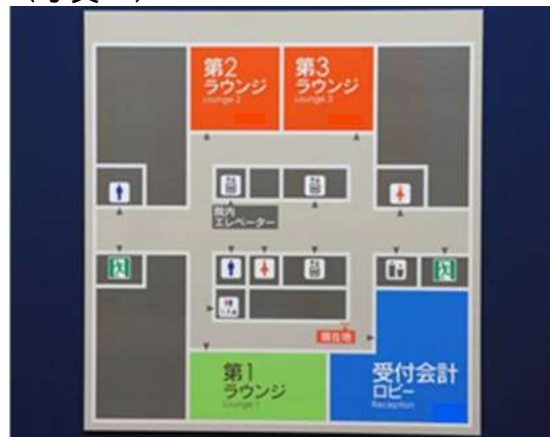 第2
ラウンジ
Lounge 2
第3
ラウンジ
Lounge 3
院内
エレベーター
現在地
第1
ラウンジ
Lounge 1
受付会計
ロビー
Reception